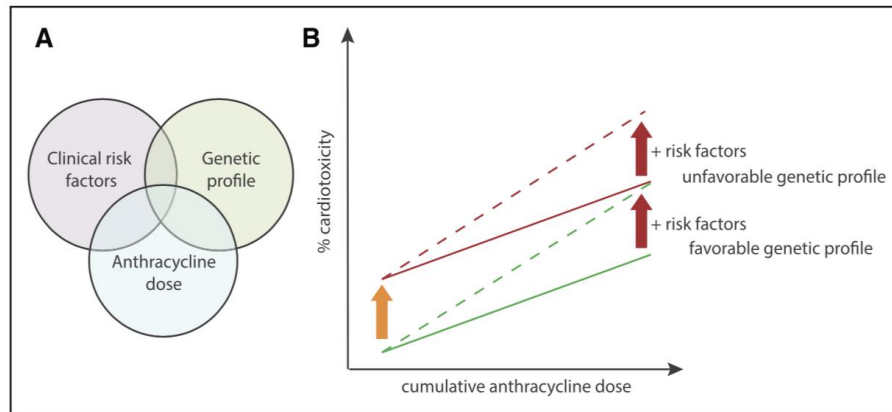 A
Clinical risk
factors
Genetic
profile
Anthracycline
dose
B
% cardiotoxicity
+ risk factors
unfavorable genetic profile
+ risk factors
favorable genetic profile
cumulative anthracycline dose